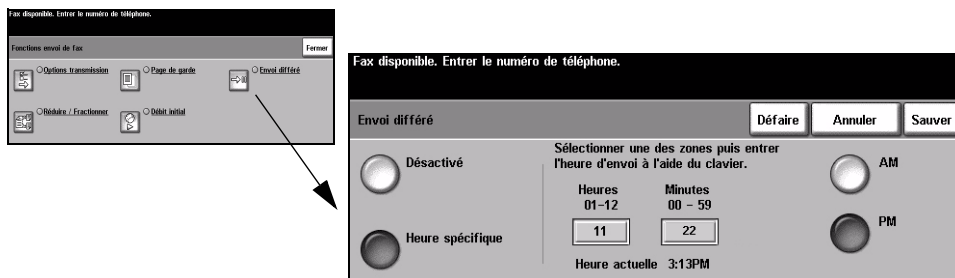 Fax disponible. Entrer le numéro de téléphone.
Fonctions envoi de fax
Fermer
Options transmission
Page de garde
Envoi différé
Réduire / Fractionner
Débit initial
Fax disponible. Entrer le numéro de téléphone.
Envoi différé
Défaire
Annuler
Sauver
Désactivé
Sélectionner une des zones puis entrer
l'heure d'envoi à l'aide du clavier.
AM
Heures
Minutes
01-12
00 - 59
Heure spécifique
11
22
PM
Heure actuelle 3:13PM